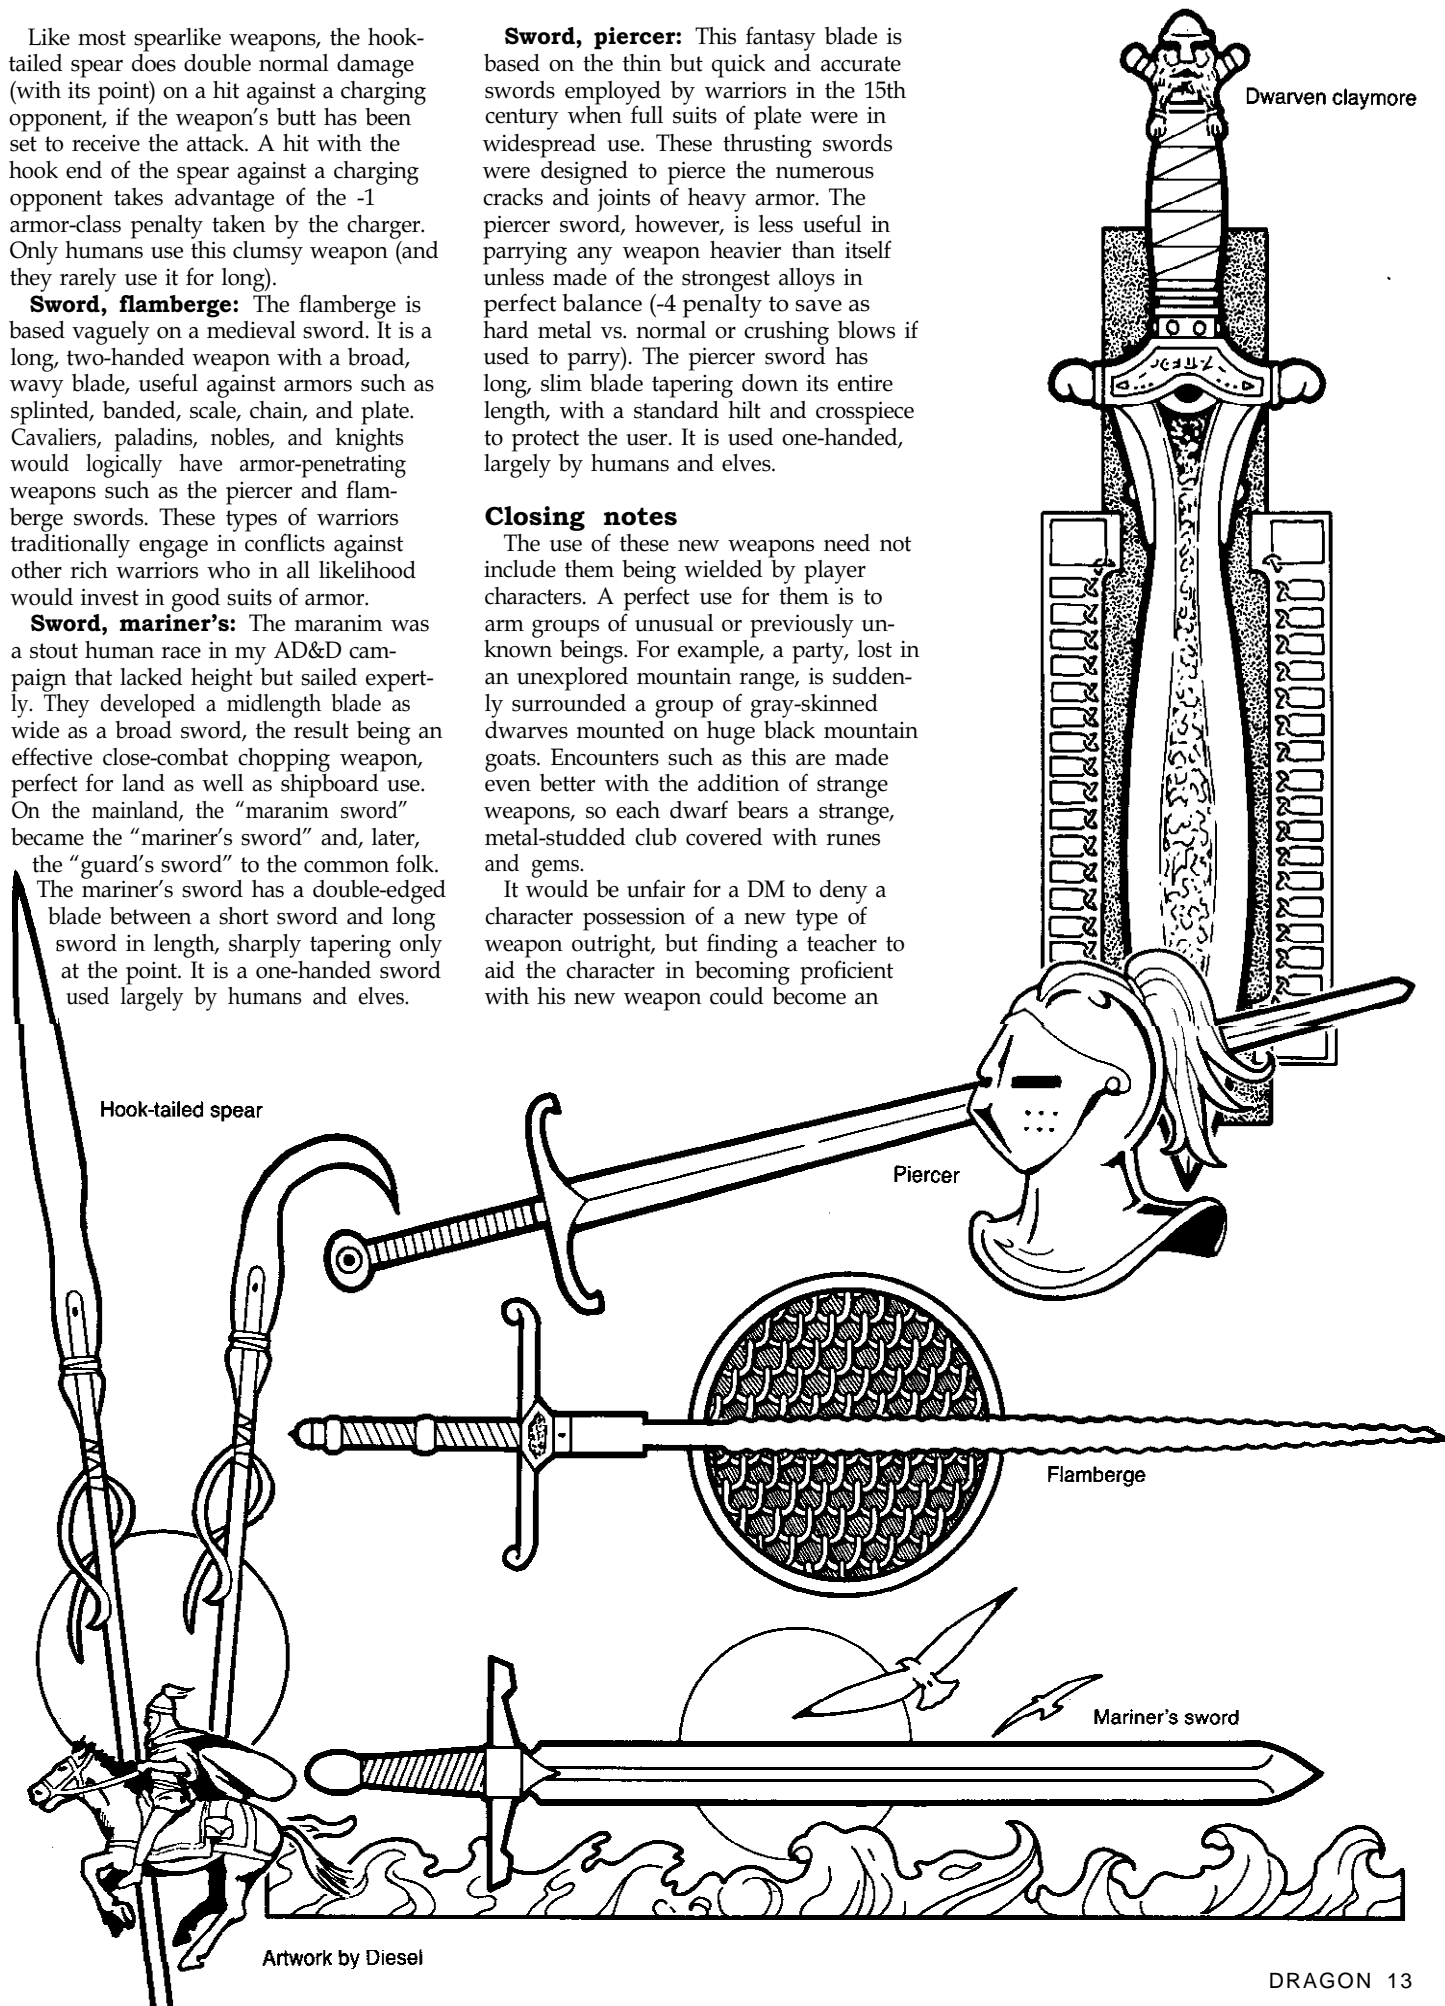 Like most spearlike weapons, the hook-
tailed spear does double normal damage
(with its point) on a hit against a charging
opponent, if the weapon's butt has been
set to receive the attack. A hit with the
hook end of the spear against a charging
opponent takes advantage of the -1
armor-class penalty taken by the charger.
Only humans use this clumsy weapon (and
they rarely use it for long).
Sword, flamberge: The flamberge is
based vaguely on a medieval sword. It is a
long, two-handed weapon with a broad,
wavy blade, useful against armors such as
splinted, banded, scale, chain, and plate.
Cavaliers, paladins, nobles, and knights
would logically have armor-penetrating
weapons such as the piercer and flam-
berge swords. These types of warriors
traditionally engage in conflicts against
other rich warriors who in all likelihood
would invest in good suits of armor.
Sword, mariner's: The maranim was
a stout human race in my AD&D cam-
paign that lacked height but sailed expert-
ly. They developed a midlength blade as
wide as a broad sword, the result being an
effective close-combat chopping weapon,
perfect for land as well as shipboard use.
On the mainland, the “maranim sword”
became the “mariner's sword” and, later,
the “guard's sword” to the common folk.
The mariner's sword has a double-edged
blade between a short sword and long
sword in length, sharply tapering only
at the point. It is a one-handed sword
used largely by humans and elves.
Sword, piercer: This fantasy blade is
based on the thin but quick and accurate
swords employed by warriors in the 15th
century when full suits of plate were in
widespread use. These thrusting swords
were designed to pierce the numerous
cracks and joints of heavy armor. The
piercer sword, however, is less useful in
parrying any weapon heavier than itself
unless made of the strongest alloys in
perfect balance (-4 penalty to save as
hard metal vs. normal or crushing blows if
used to parry). The piercer sword has
long, slim blade tapering down its entire
length, with a standard hilt and crosspiece
to protect the user. It is used one-handed,
largely by humans and elves.
Closing notes
The use of these new weapons need not
include them being wielded by player
characters. A perfect use for them is to
arm groups of unusual or previously un-
known beings. For example, a party, lost in
an unexplored mountain range, is sudden-
ly surrounded a group of gray-skinned
dwarves mounted on huge black mountain
goats. Encounters such as this are made
even better with the addition of strange
weapons, so each dwarf bears a strange,
metal-studded club covered with runes
and gems.
It would be unfair for a DM to deny a
character possession of a new type of
weapon outright, but finding a teacher to
aid the character in becoming proficient
with his new weapon could become an
Dwarven claymore
Hook-tailed spear
Piercer
Flamberge
Mariner's sword
Artwork by Diesel
DRAGON 13